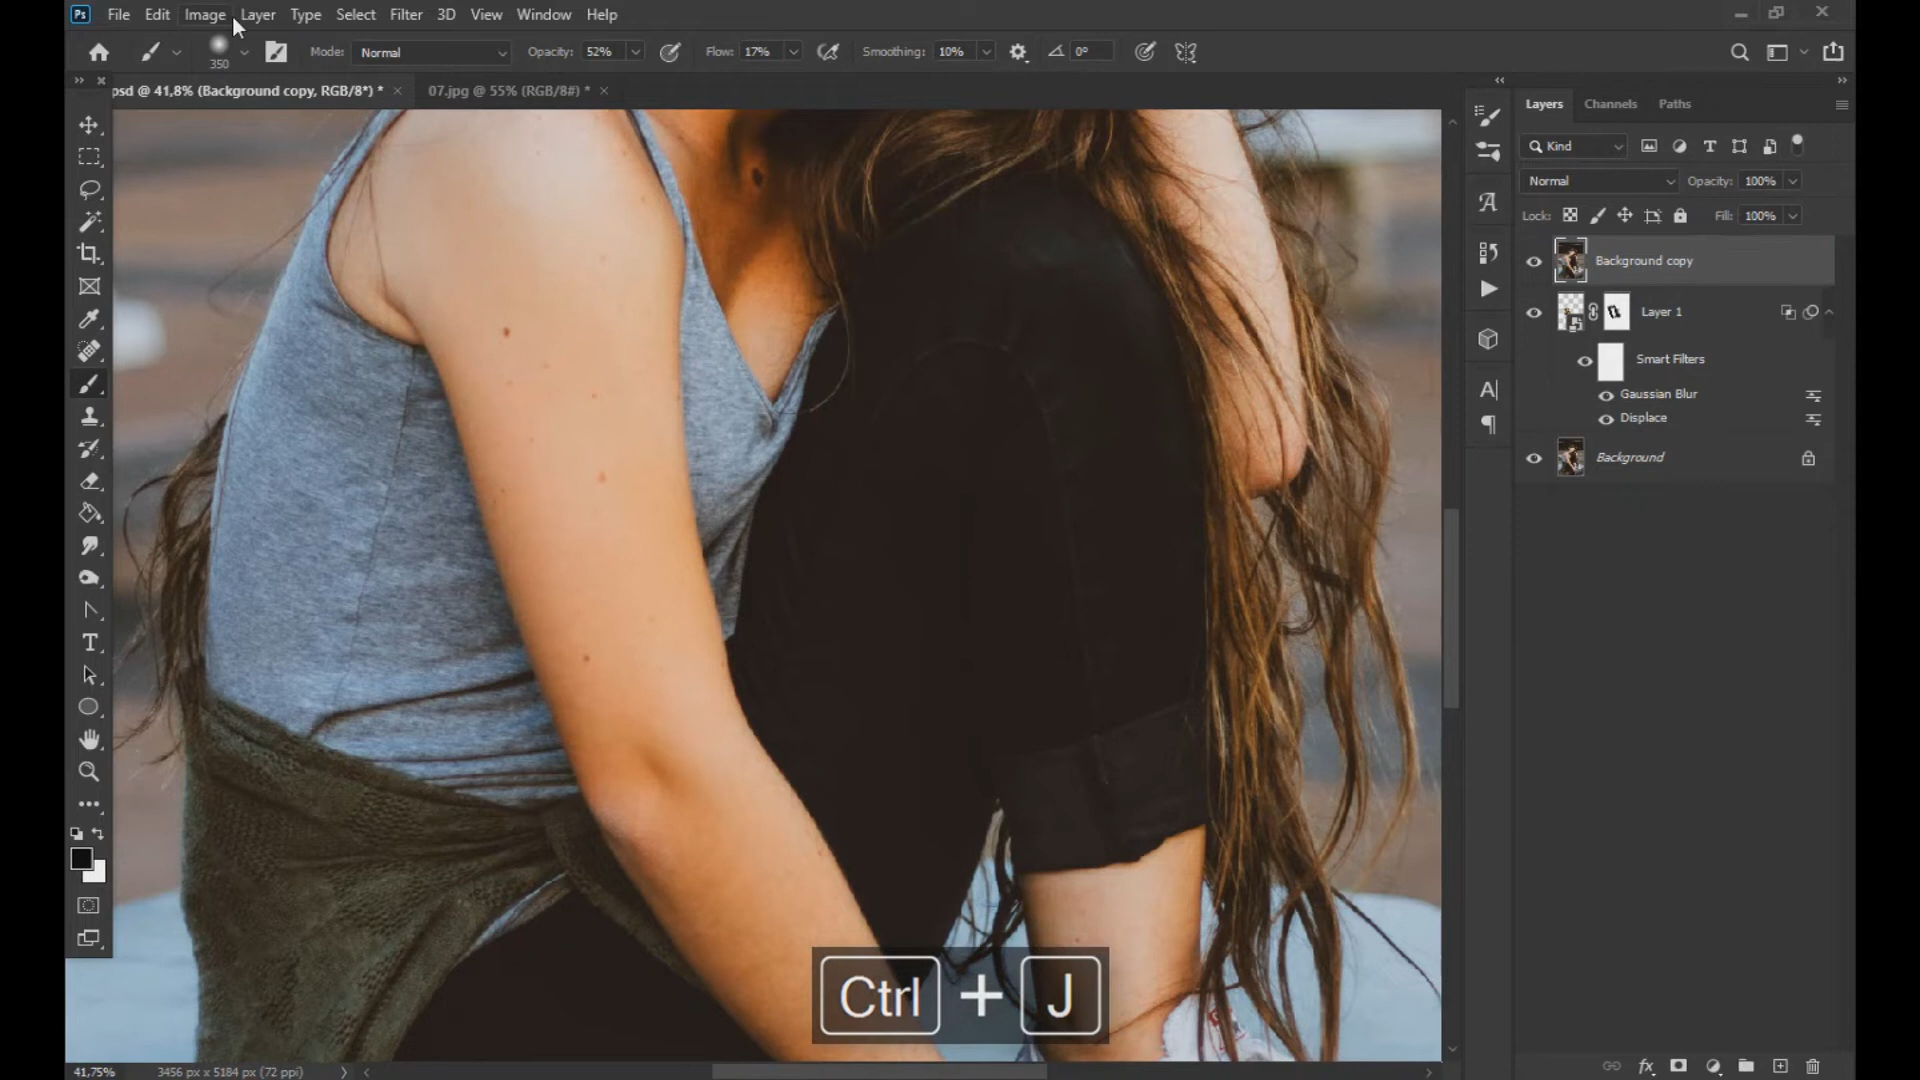 Ps File Edit Image Layer Type Select Filter 3D View Window Help
350 Mode: Normal Opacity: 52% Flow: 17% Smoothing: 10% 0°
psd @ 41,8% (Background copy, RGB/8*) * 07.jpg @ 55% (RGB/8#) *
Layers Channels Paths
Kind
Normal Opacity: 100%
Lock: Fill: 100%
Background copy
Layer 1
Smart Filters
Gaussian Blur
Displace
Background
Ctrl + J
41,75% 3456 px x 5184 px (72 ppi)